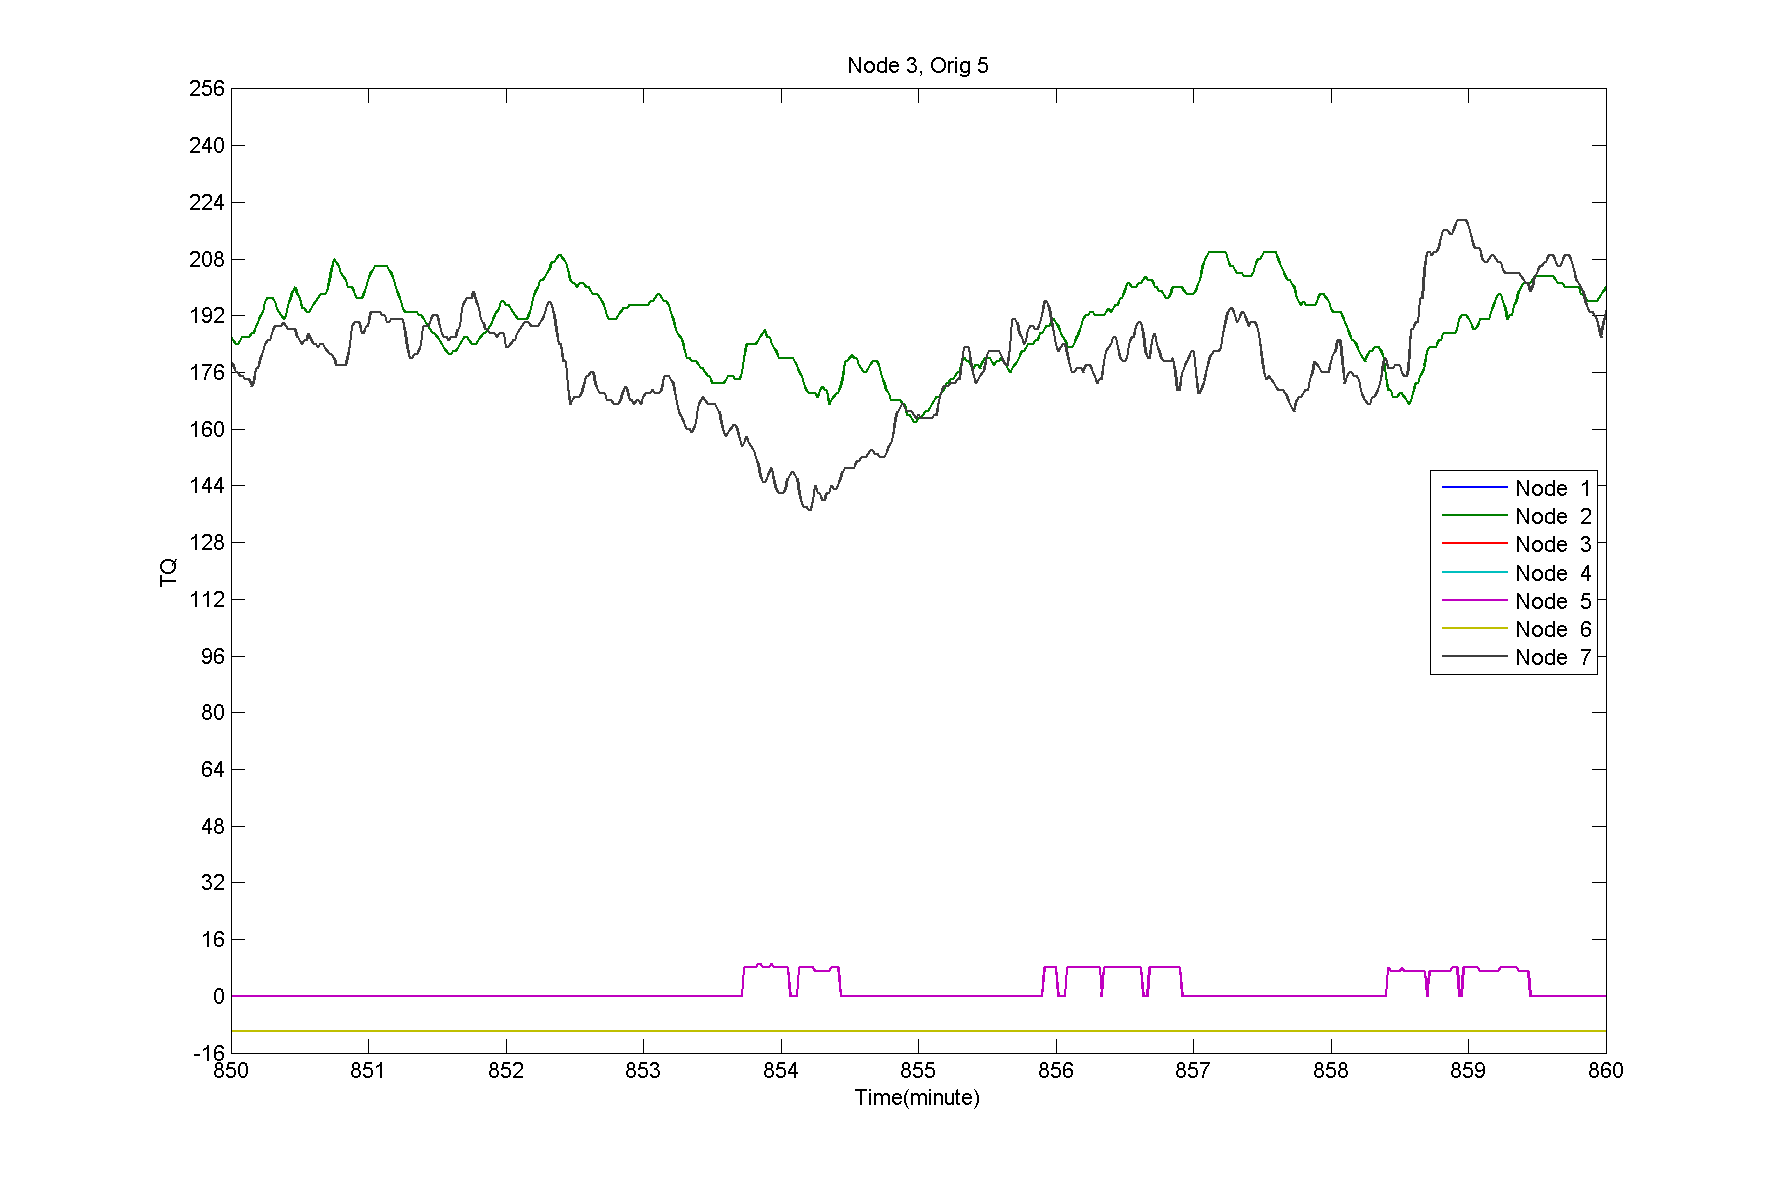 Node 3, Orig 5
256
240
224
208
192
176
160
144
128
112
96
80
64
48
32
16
0
-16
TQ
Node 1
Node 2
Node 3
Node 4
Node 5
Node 6
Node 7
850 851 852 853 854 855 856 857 858 859 860
Time(minute)